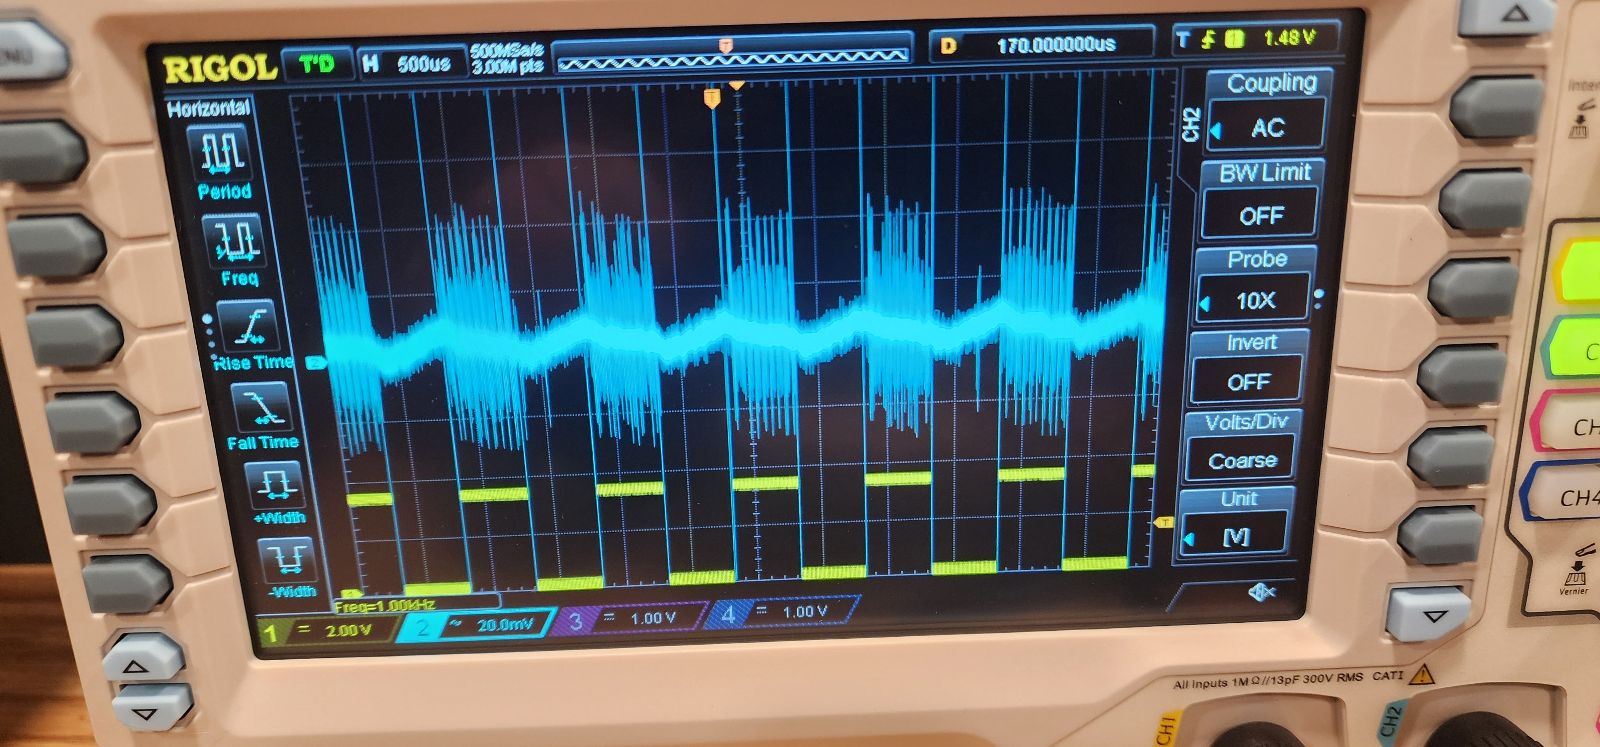 RIGOL T'D H 500us 500MSa/s D 170.000000us T 1 1.48 V
3.00M pts
Horizontal
Period
Freq
Rise Time
Fall Time
+Width
-Width
T
T
2
1
Freq=1.00kHz
1 = 2.00 V 2 ~ 20.0mV 3 = 1.00 V 4 = 1.00 V
CH2
Coupling
AC
BW Limit
OFF
Probe
10X
Invert
OFF
Volts/Div
Coarse
Unit
[V]
CH4
Vernier
All Inputs 1MΩ//13pF 300V RMS CATI
CH1
CH2